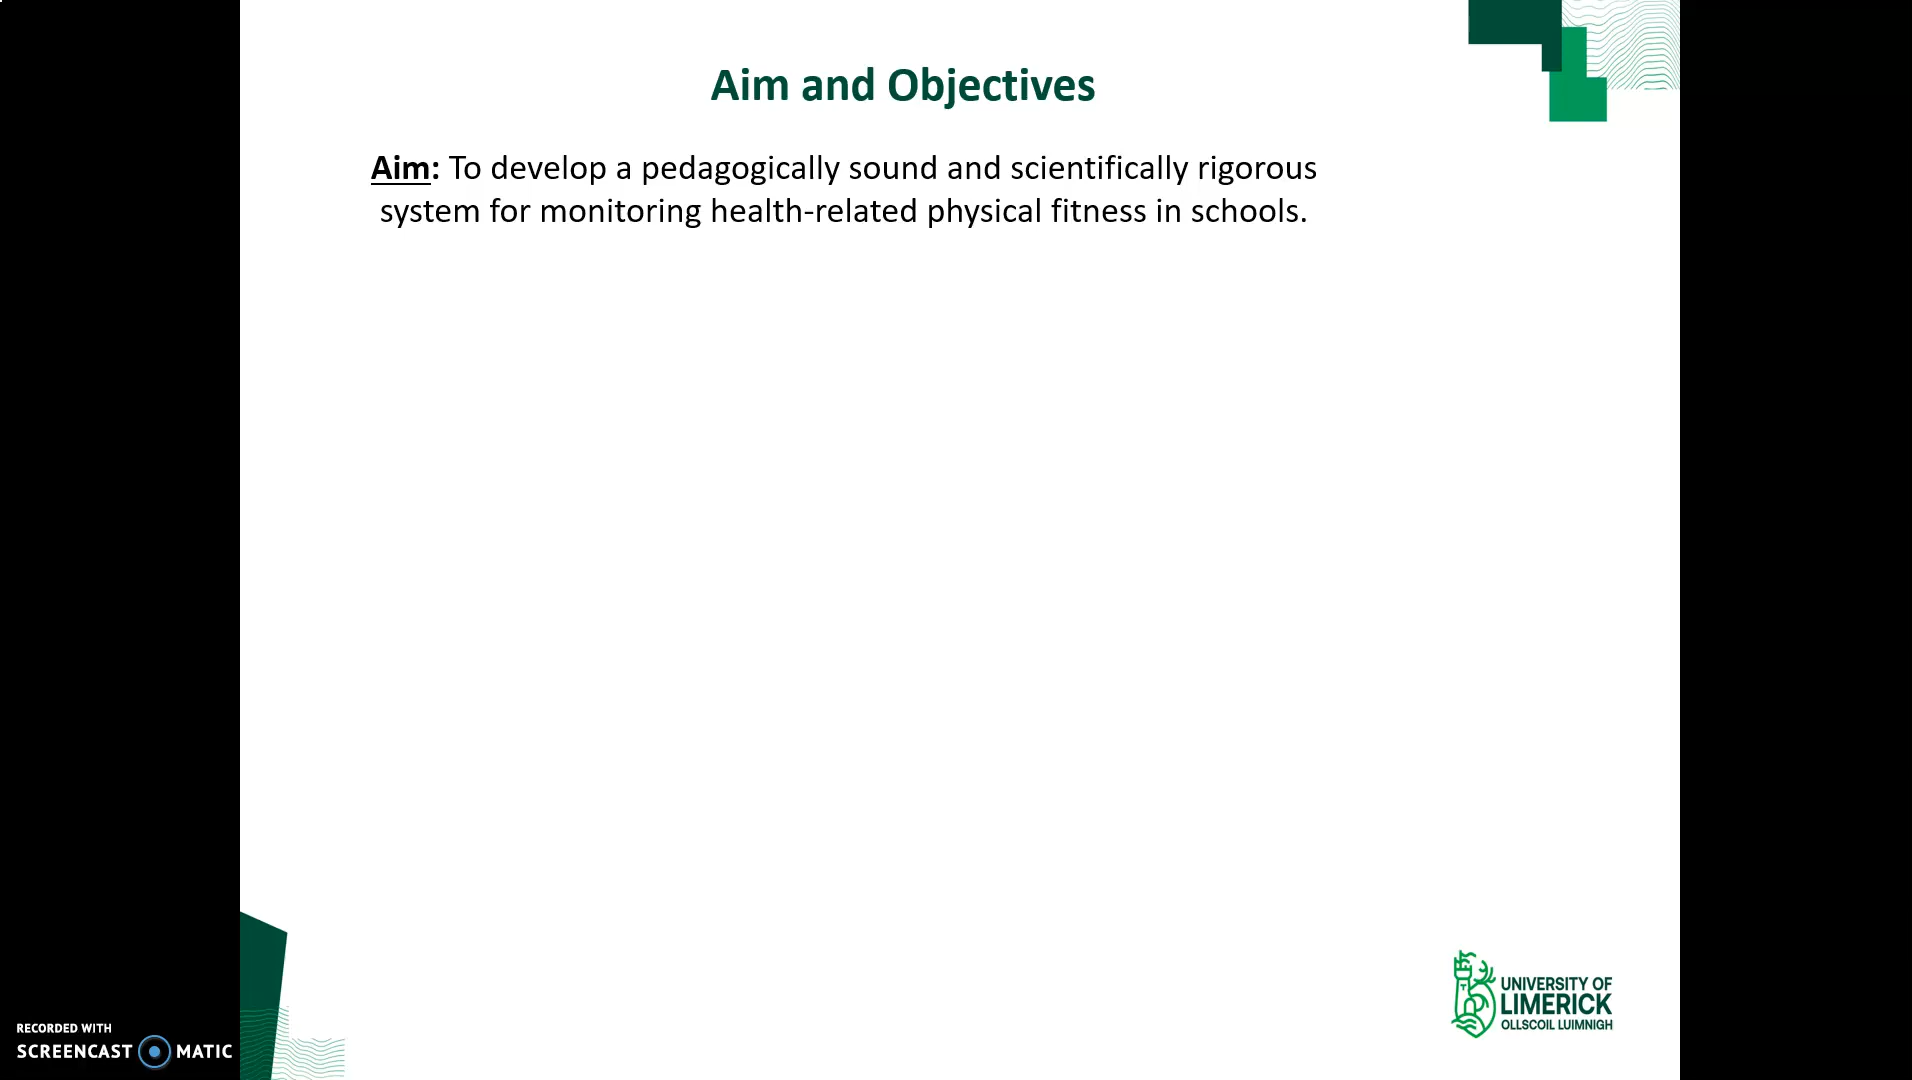 Aim and Objectives
Aim: To develop a pedagogically sound and scientifically rigorous
system for monitoring health-related physical fitness in schools.
UNIVERSITY OF
LIMERICK
OLLSCOIL LUIMNIGH
RECORDED WITH
SCREENCAST MATIC